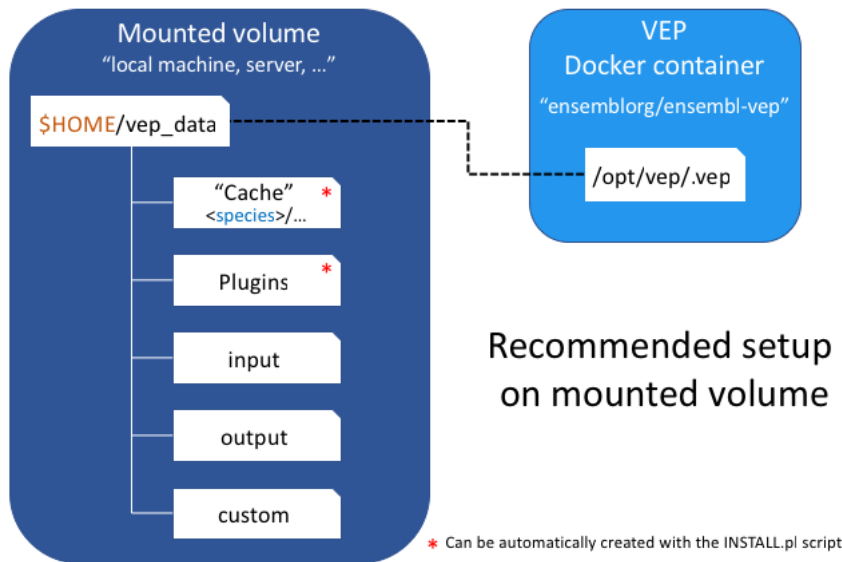 Mounted volume
“local machine, server, …”
$HOME/vep_data
“Cache” *
<species>/…
Plugins *
input
output
custom
VEP
Docker container
“ensemblorg/ensembl-vep”
/opt/vep/.vep
Recommended setup
on mounted volume
* Can be automatically created with the INSTALL.pl script